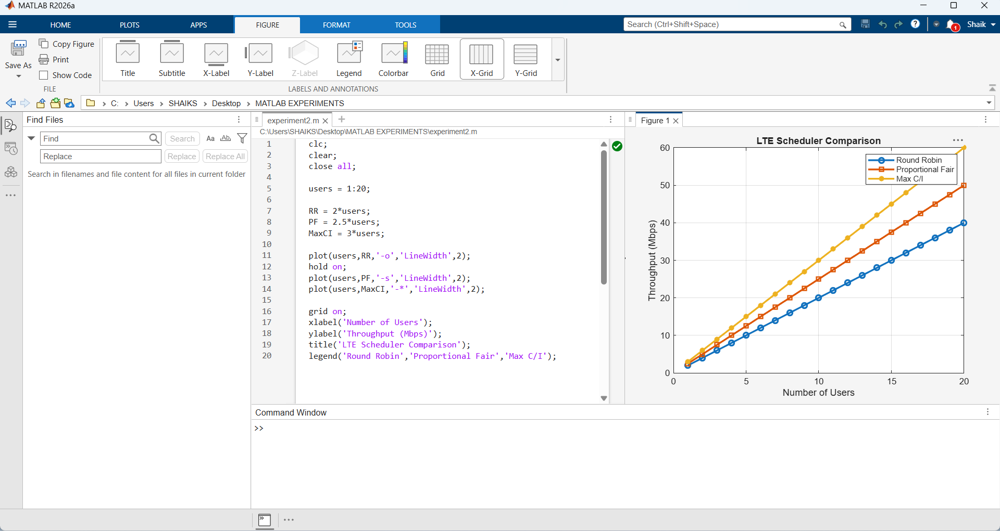 MATLAB R2026a
HOME PLOTS APPS FIGURE FORMAT TOOLS Search (Ctrl+Shift+Space) ? 1 Shaik
Save As
Copy Figure
Print
Show Code
FILE
Title Subtitle X-Label Y-Label Z-Label Legend Colorbar Grid X-Grid Y-Grid
LABELS AND ANNOTATIONS
C: Users SHAIKS Desktop MATLAB EXPERIMENTS
Find Files
Find Search Aa Ab,
Replace Replace Replace All
Search in filenames and file content for all files in current folder
experiment2.m
C:\Users\SHAIKS\Desktop\MATLAB EXPERIMENTS\experiment2.m
1 clc;
2 clear;
3 close all;
4
5 users = 1:20;
6
7 RR = 2*users;
8 PF = 2.5*users;
9 MaxCI = 3*users;
10
11 plot(users,RR,'-o','LineWidth',2);
12 hold on;
13 plot(users,PF,'-s','LineWidth',2);
14 plot(users,MaxCI,'-*','LineWidth',2);
15
16 grid on;
17 xlabel('Number of Users');
18 ylabel('Throughput (Mbps)');
19 title('LTE Scheduler Comparison');
20 legend('Round Robin','Proportional Fair','Max C/I');
Figure 1
LTE Scheduler Comparison
Round Robin
Proportional Fair
Max C/I
60
50
40
30
20
10
0
Throughput (Mbps)
0 5 10 15 20
Number of Users
Command Window
>>